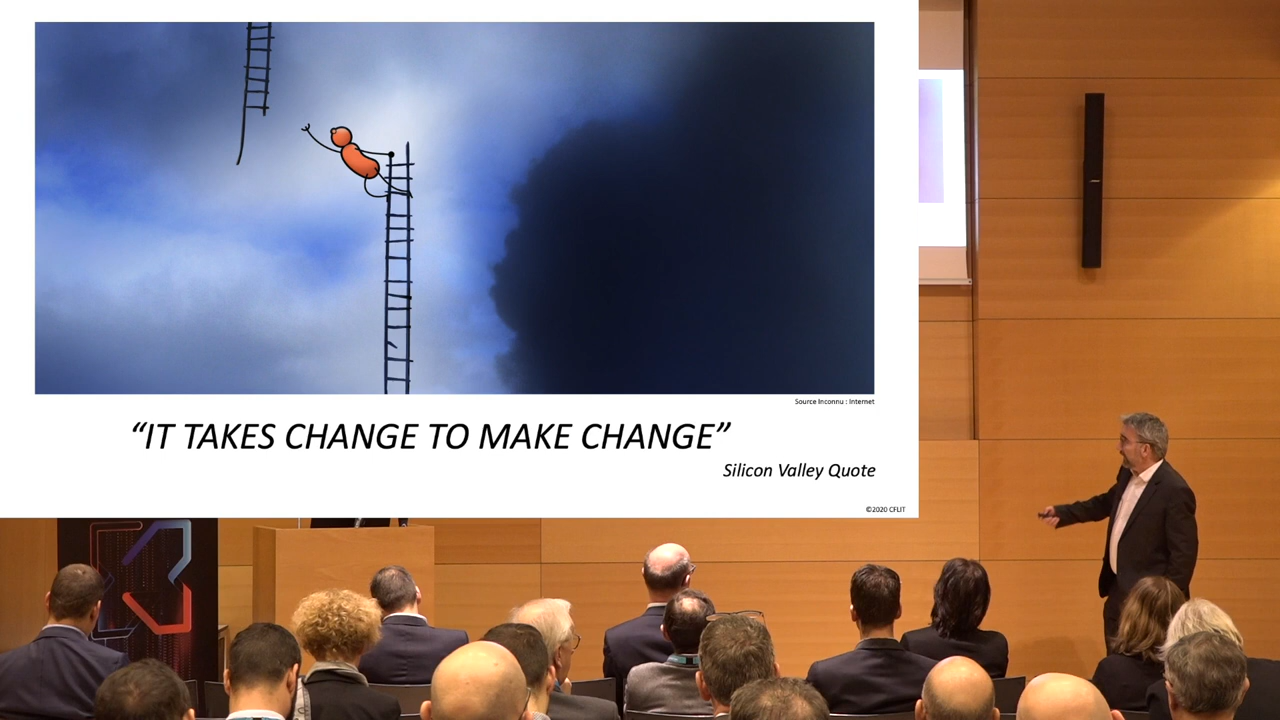 Source Inconnu : Internet
“IT TAKES CHANGE TO MAKE CHANGE”
Silicon Valley Quote
©2020 CFLIT